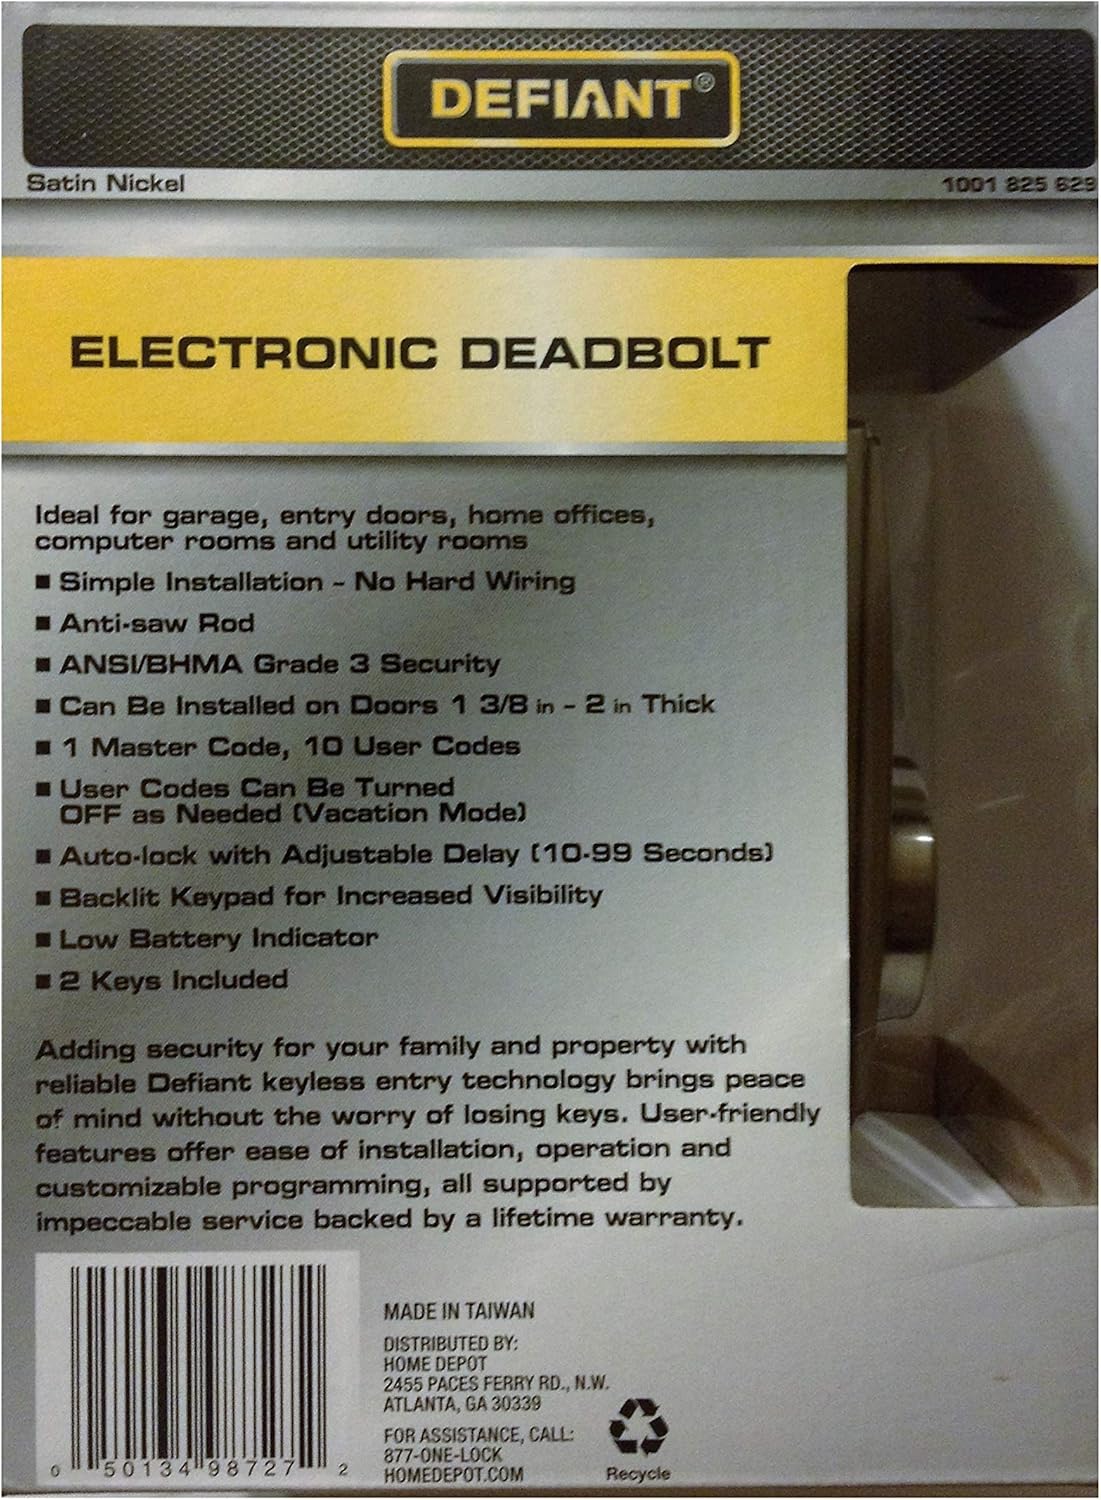 DEFIANT®
Satin Nickel
1001 825 629
ELECTRONIC DEADBOLT
Ideal for garage, entry doors, home offices,
computer rooms and utility rooms
■ Simple Installation - No Hard Wiring
■ Anti-saw Rod
■ ANSI/BHMA Grade 3 Security
■ Can Be Installed on Doors 1 3/8 in - 2 in Thick
■ 1 Master Code, 10 User Codes
■ User Codes Can Be Turned
OFF as Needed (Vacation Mode)
■ Auto-lock with Adjustable Delay (10-99 Seconds)
■ Backlit Keypad for Increased Visibility
■ Low Battery Indicator
■ 2 Keys Included
Adding security for your family and property with
reliable Defiant keyless entry technology brings peace
of mind without the worry of losing keys. User-friendly
features offer ease of installation, operation and
customizable programming, all supported by
impeccable service backed by a lifetime warranty.
0 50134 98727 2
MADE IN TAIWAN
DISTRIBUTED BY:
HOME DEPOT
2455 PACES FERRY RD., N.W.
ATLANTA, GA 30339
FOR ASSISTANCE, CALL:
877-ONE-LOCK
HOMEDEPOT.COM
Recycle